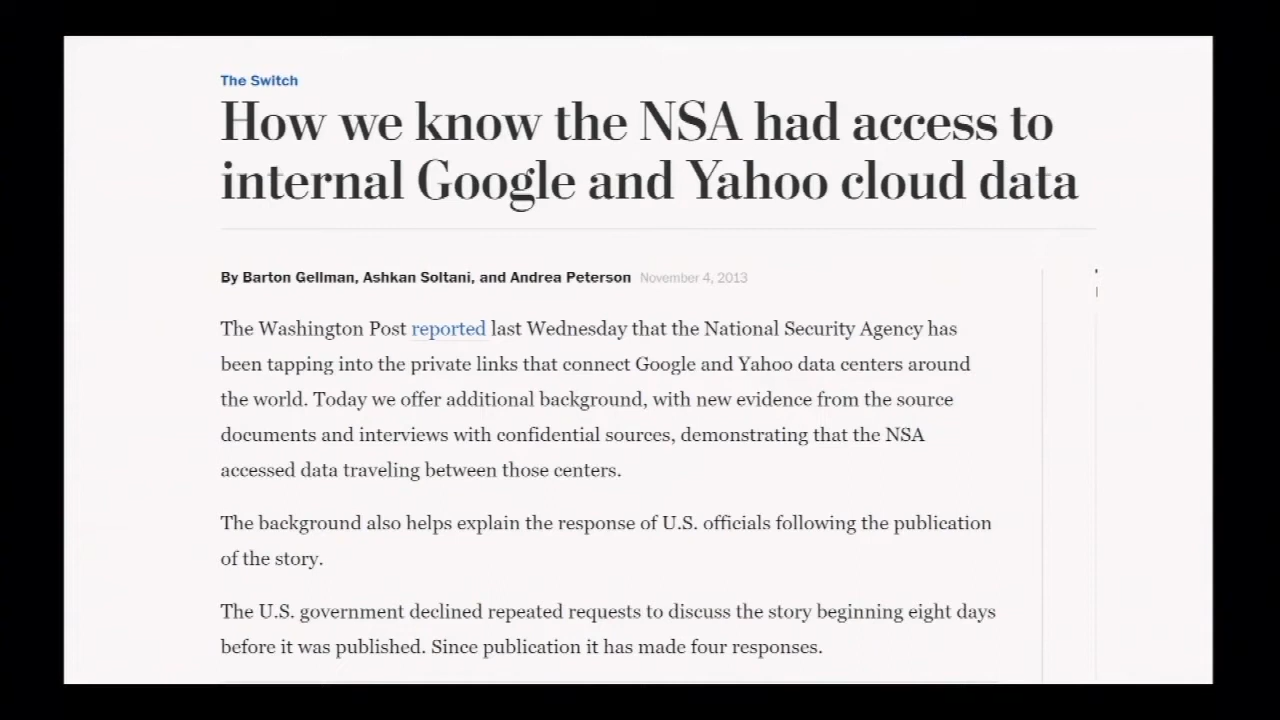 The Switch
How we know the NSA had access to
internal Google and Yahoo cloud data
By Barton Gellman, Ashkan Soltani, and Andrea Peterson November 4, 2013
The Washington Post reported last Wednesday that the National Security Agency has
been tapping into the private links that connect Google and Yahoo data centers around
the world. Today we offer additional background, with new evidence from the source
documents and interviews with confidential sources, demonstrating that the NSA
accessed data traveling between those centers.
The background also helps explain the response of U.S. officials following the publication
of the story.
The U.S. government declined repeated requests to discuss the story beginning eight days
before it was published. Since publication it has made four responses.